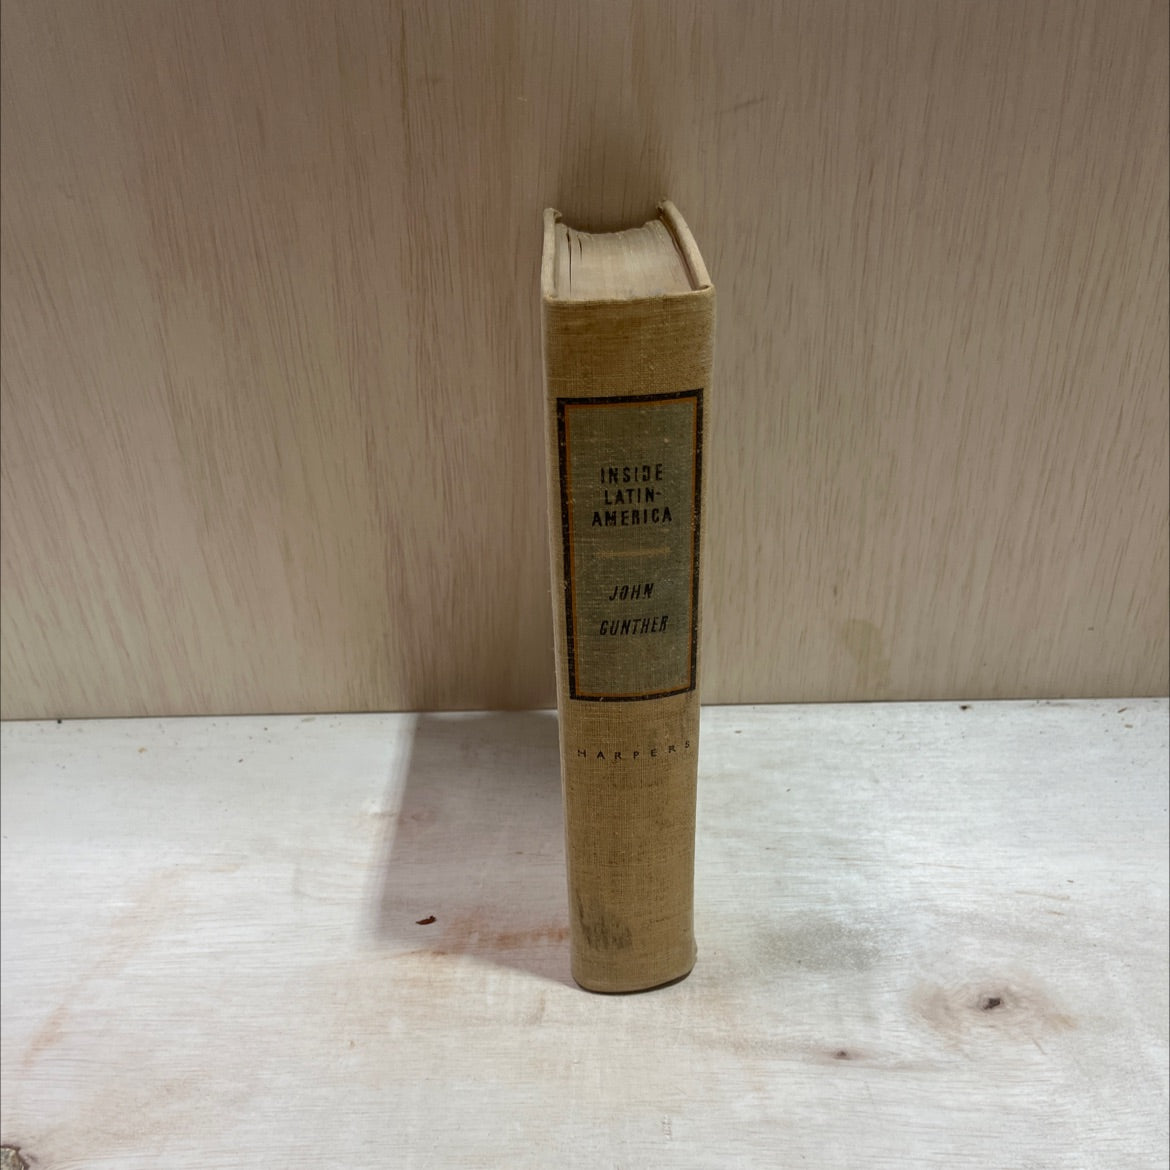 INSIDE
LATIN-
AMERICA
JOHN
GUNTHER
HARPERS